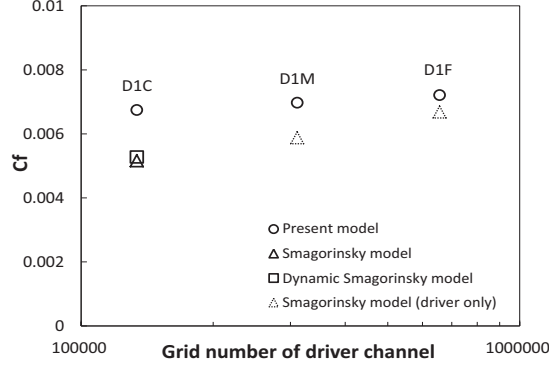 0.01
0.008
0.006
0.004
0.002
0
Cf
D1C
D1M
D1F
Present model
Smagorinsky model
Dynamic Smagorinsky model
Smagorinsky model (driver only)
100000
Grid number of driver channel
1000000